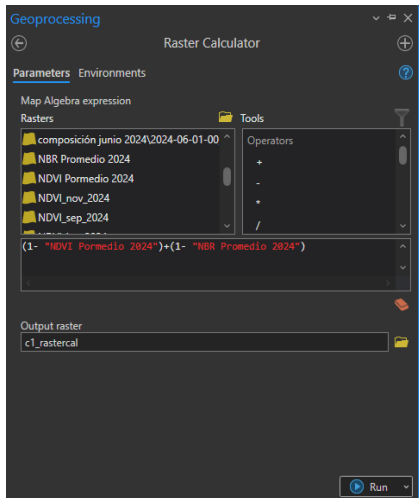 Geoprocessing
Raster Calculator
Parameters Environments
Map Algebra expression
Rasters
Tools
composición junio 2024\2024-06-01-00
NBR Promedio 2024
NDVI Pormedio 2024
NDVI_nov_2024
NDVI_sep_2024
Operators
+
-
*
/
(1- "NDVI Pormedio 2024")+(1- "NBR Promedio 2024")
Output raster
c1_rastercal
Run